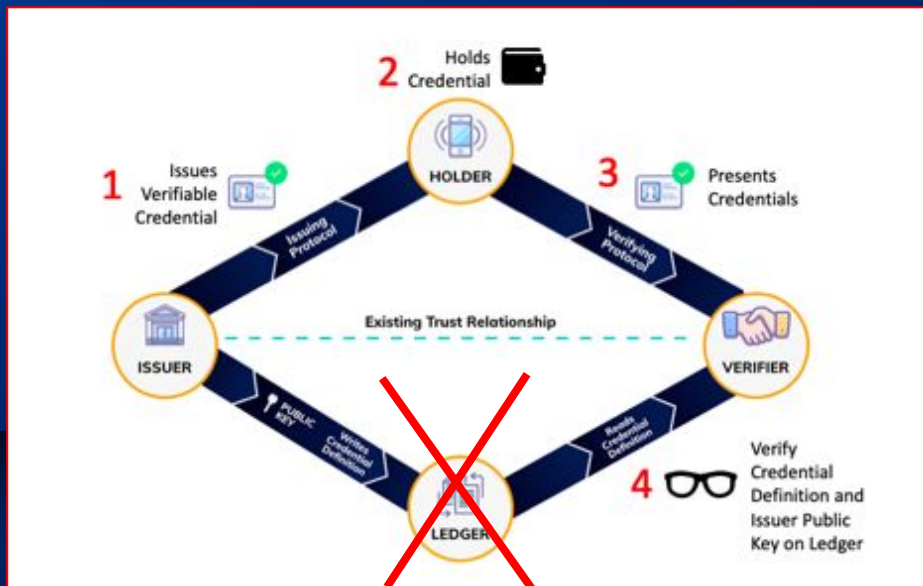 2
Holds
Credential
HOLDER
1
Issues
Verifiable
Credential
3
Presents
Credentials
Issuing
Protocol
Verifying
Protocol
Existing Trust Relationship
ISSUER
VERIFIER
PUBLIC
KEY
Writes
Credential
Definition
Reads
Credential
Definition
LEDGER
4
Verify
Credential
Definition and
Issuer Public
Key on Ledger